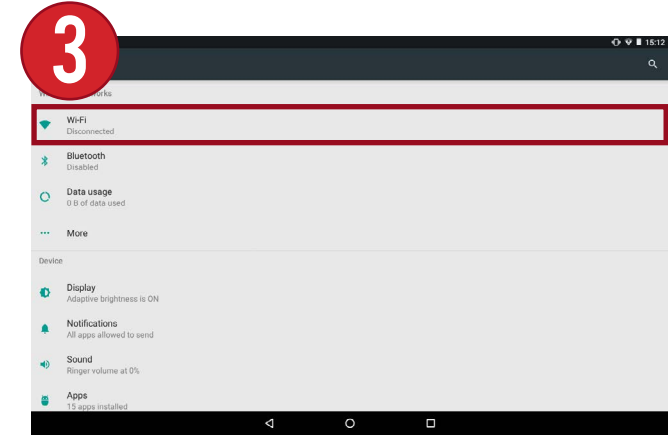 3
15:12
Wi-Fi
Disconnected
Bluetooth
Disabled
Data usage
0 B of data used
More
Device
Display
Adaptive brightness is ON
Notifications
All apps allowed to send
Sound
Ringer volume at 0%
Apps
15 apps installed